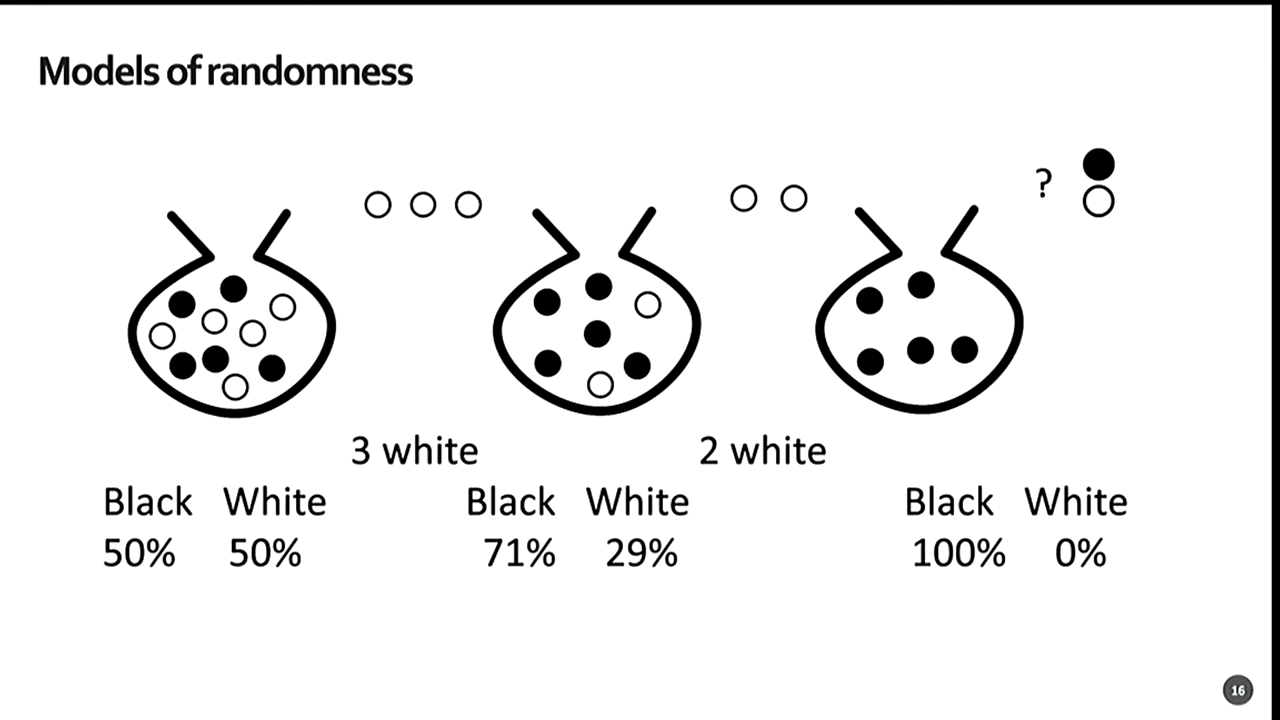 Models of randomness
?
3 white
2 white
Black White
Black White
Black White
50% 50%
71% 29%
100% 0%
16